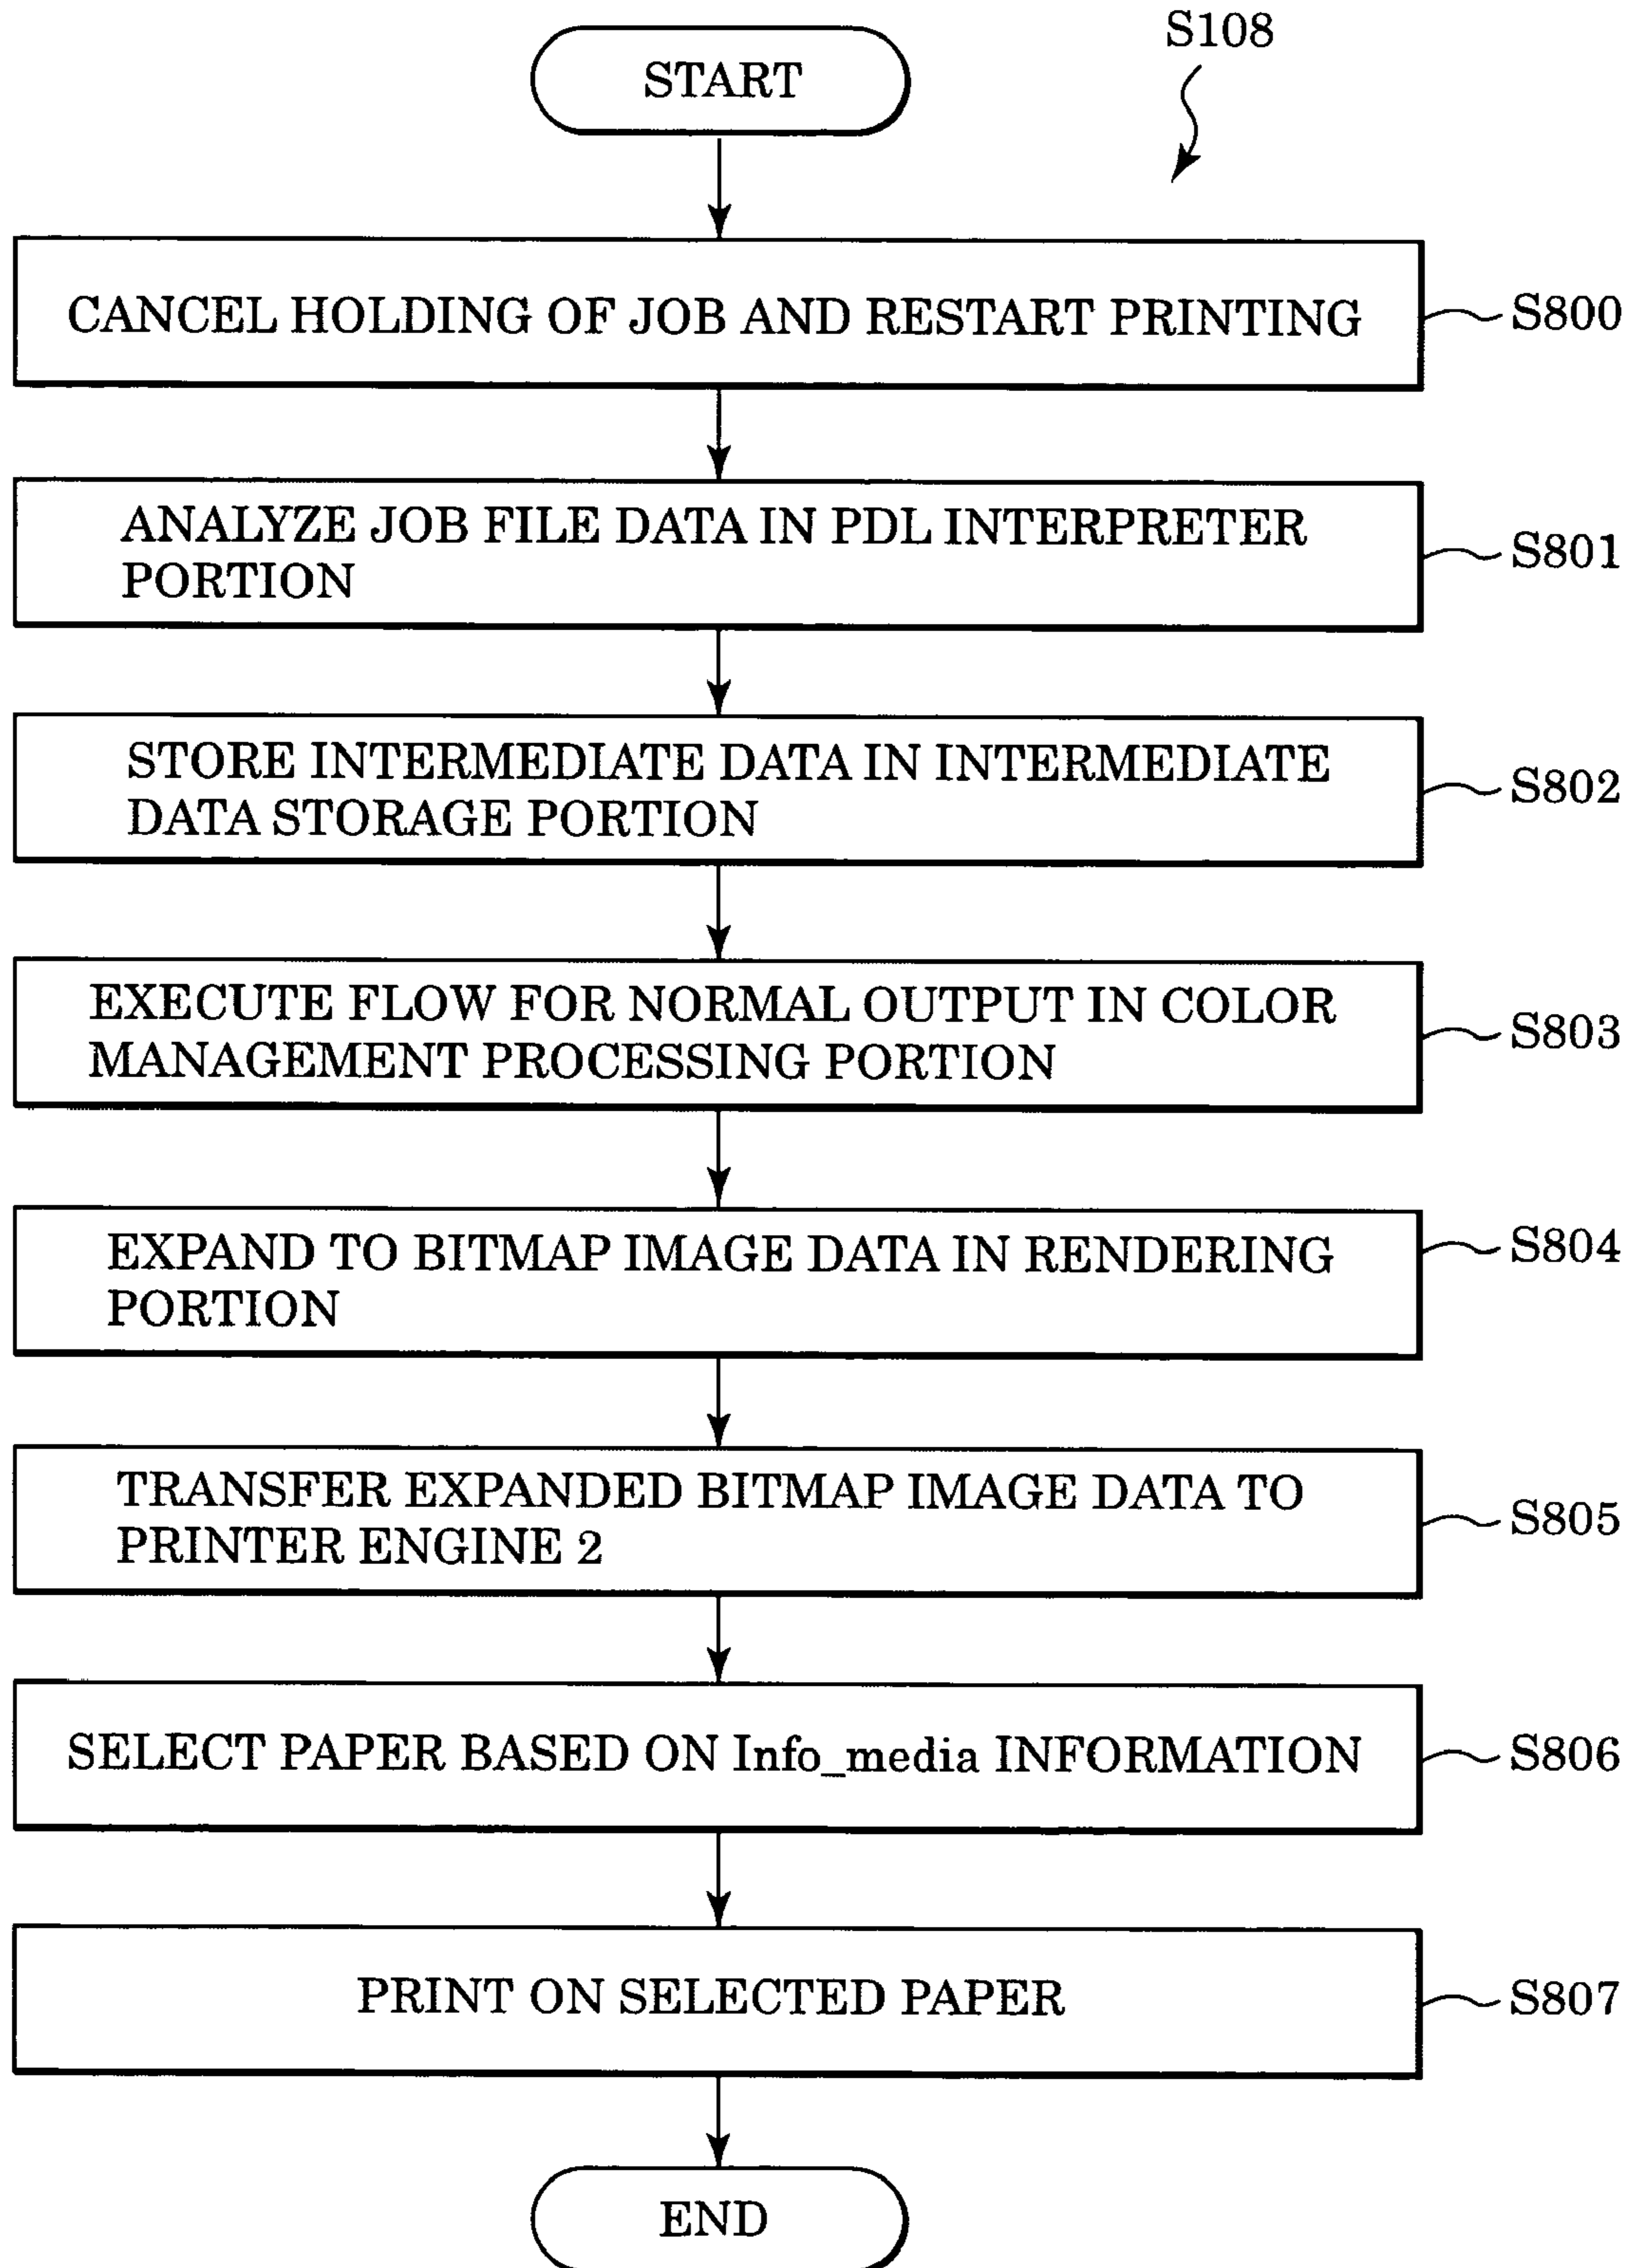 S108
START
CANCEL HOLDING OF JOB AND RESTART PRINTING
S800
ANALYZE JOB FILE DATA IN PDL INTERPRETER
PORTION
S801
STORE INTERMEDIATE DATA IN INTERMEDIATE
DATA STORAGE PORTION
S802
EXECUTE FLOW FOR NORMAL OUTPUT IN COLOR
MANAGEMENT PROCESSING PORTION
S803
EXPAND TO BITMAP IMAGE DATA IN RENDERING
PORTION
S804
TRANSFER EXPANDED BITMAP IMAGE DATA TO
PRINTER ENGINE 2
S805
SELECT PAPER BASED ON Info_media INFORMATION
S806
PRINT ON SELECTED PAPER
S807
END